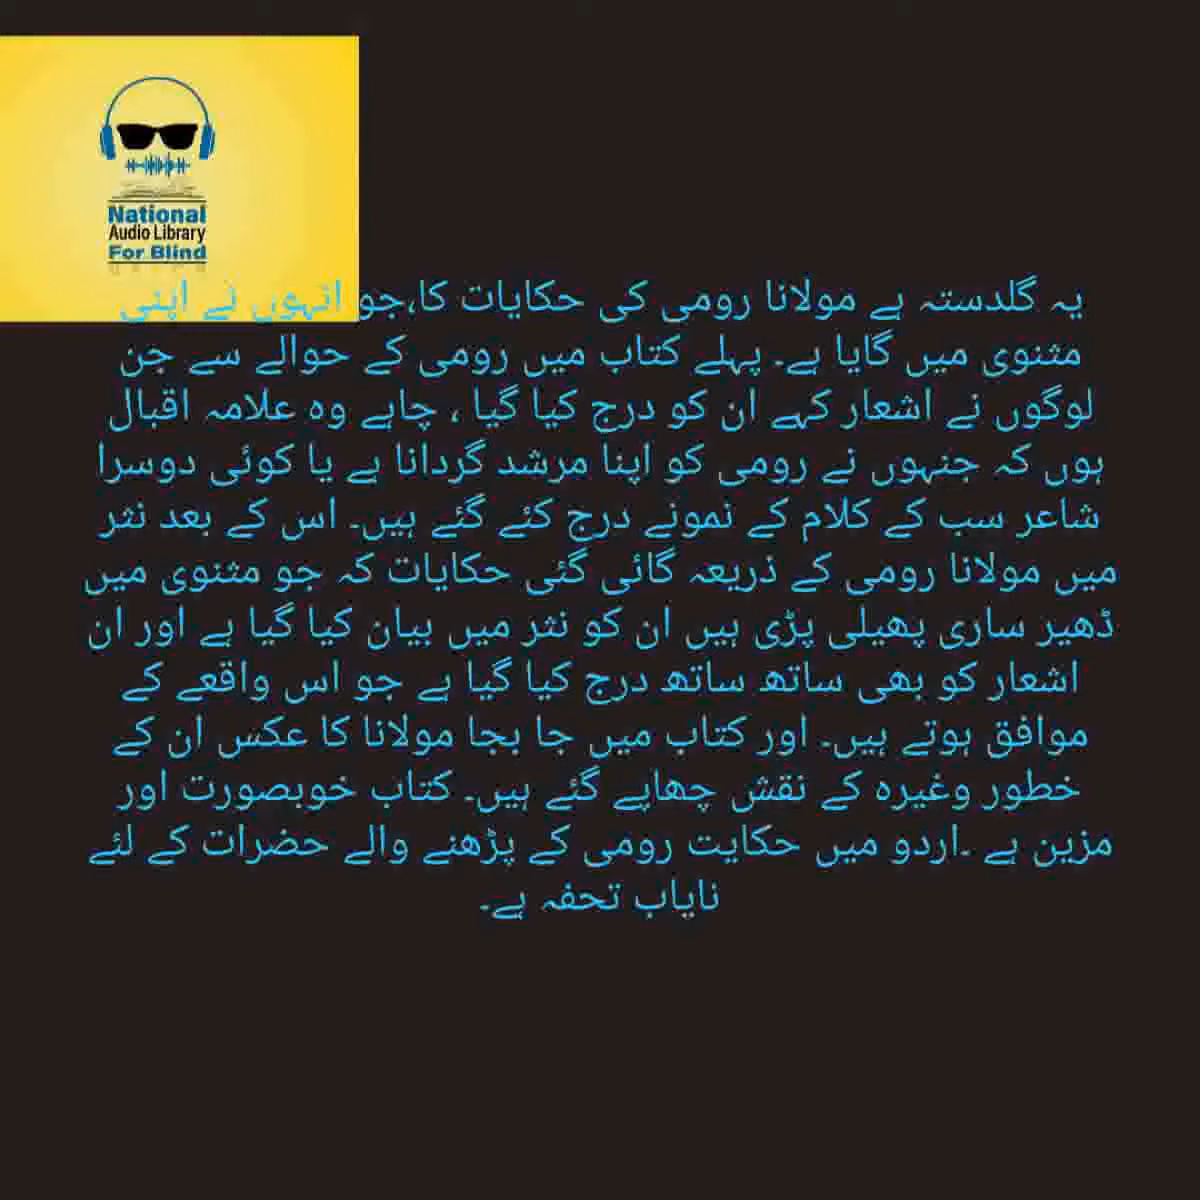 National
Audio Library
For Blind
یہ گلدستہ ہے مولانا رومی کی حکایات کا،جو انہوں نے اپنی
مثنوی میں گایا ہے۔ پہلے کتاب میں رومی کے حوالے سے جن
لوگوں نے اشعار کہے ان کو درج کیا گیا ، چاہے وہ علامہ اقبال
ہوں کہ جنہوں نے رومی کو اپنا مرشد گردانا ہے یا کوئی دوسرا
شاعر سب کے کلام کے نمونے درج کئے گئے ہیں۔ اس کے بعد نثر
میں مولانا رومی کے ذریعہ گائی گئی حکایات کہ جو مثنوی میں
ڈھیر ساری پھیلی پڑی ہیں ان کو نثر میں بیان کیا گیا ہے اور ان
اشعار کو بھی ساتھ ساتھ درج کیا گیا ہے جو اس واقعے کے
موافق ہوتے ہیں۔ اور کتاب میں جا بجا مولانا کا عکس ان کے
خطور وغیرہ کے نقش چھاپے گئے ہیں۔ کتاب خوبصورت اور
مزین ہے ۔اردو میں حکایت رومی کے پڑھنے والے حضرات کے لئے
نایاب تحفہ ہے۔